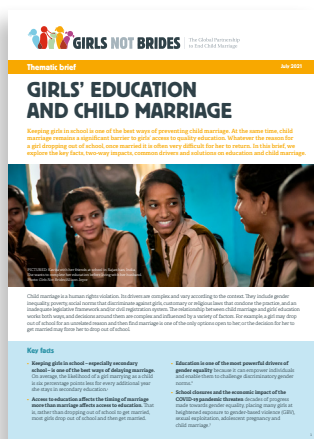 GIRLS NOT BRIDES
The Global Partnership
to End Child Marriage
Thematic brief
July 2021
GIRLS' EDUCATION
AND CHILD MARRIAGE
Keeping girls in school is one of the best ways of preventing child marriage. At the same time, child
marriage remains a significant barrier to girls' access to quality education. Whatever the reason for
a girl dropping out of school, once married it is often very difficult for her to return. In this brief, we
explore the key facts, two-way impacts, common drivers and solutions on education and child marriage.
Child marriage is a human rights violation. Its drivers are complex and vary according to the context. They include gender
inequality, poverty, social norms that discriminate against girls, customary or religious laws that condone the practice, and an
inadequate legislative framework and/or civil registration system. The relationship between child marriage and girls' education
works both ways, and decisions around them are complex and influenced by a variety of factors. For example, a girl may drop
out of school for an unrelated reason and then find marriage is one of the only options open to her, or the decision for her to
get married may force her to drop out of school.
Key facts
• Keeping girls in school – especially secondary
school – is one of the best ways of delaying marriage.
On average, the likelihood of a girl marrying as a child
is six percentage points less for every additional year
she stays in secondary education.
• Access to education affects the timing of marriage
more than marriage affects access to education. That
is, rather than dropping out of school to get married,
most girls drop out of school and then get married.
• Education is one of the most powerful drivers of
gender equality because it can empower individuals
and enable them to challenge discriminatory gender
norms.
• School closures and the economic impact of the
COVID-19 pandemic threaten decades of progress
made towards gender equality, placing many girls at
heightened exposure to gender-based violence (GBV),
sexual exploitation, adolescent pregnancy and
child marriage.